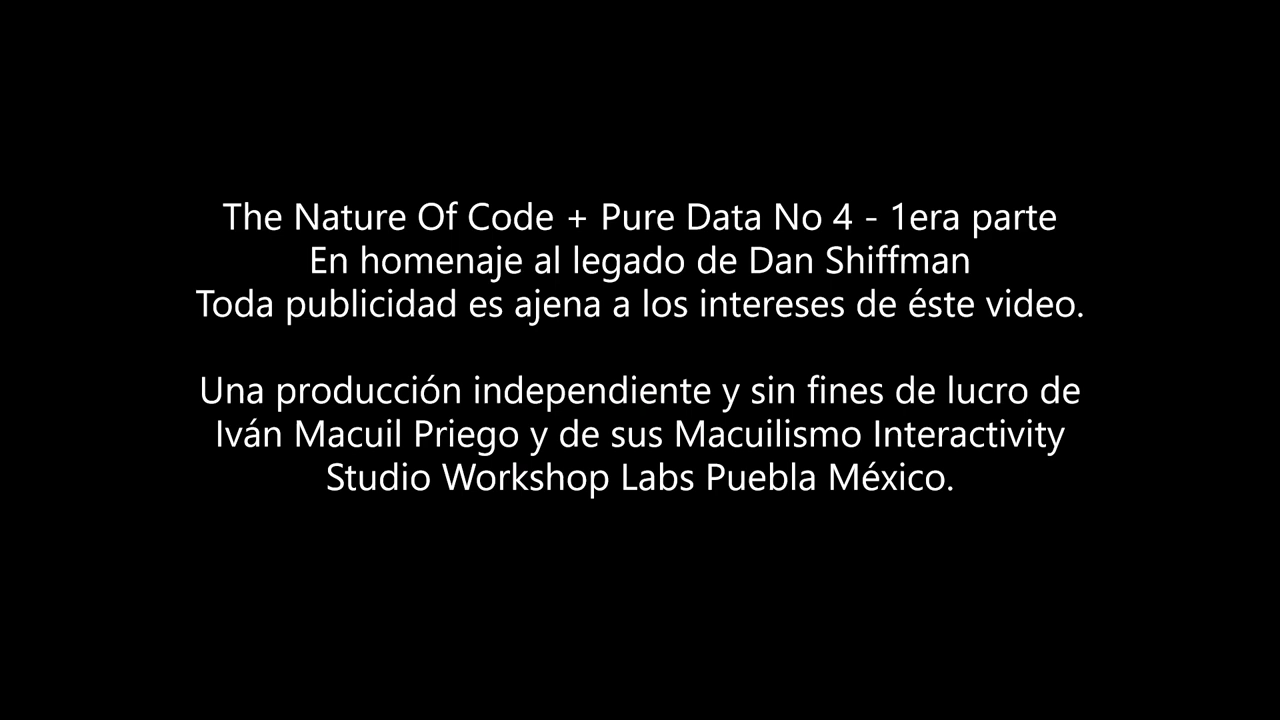 The Nature Of Code + Pure Data No 4 - 1era parte
En homenaje al legado de Dan Shiffman
Toda publicidad es ajena a los intereses de éste video.
Una producción independiente y sin fines de lucro de
Iván Macuil Priego y de sus Macuilismo Interactivity
Studio Workshop Labs Puebla México.